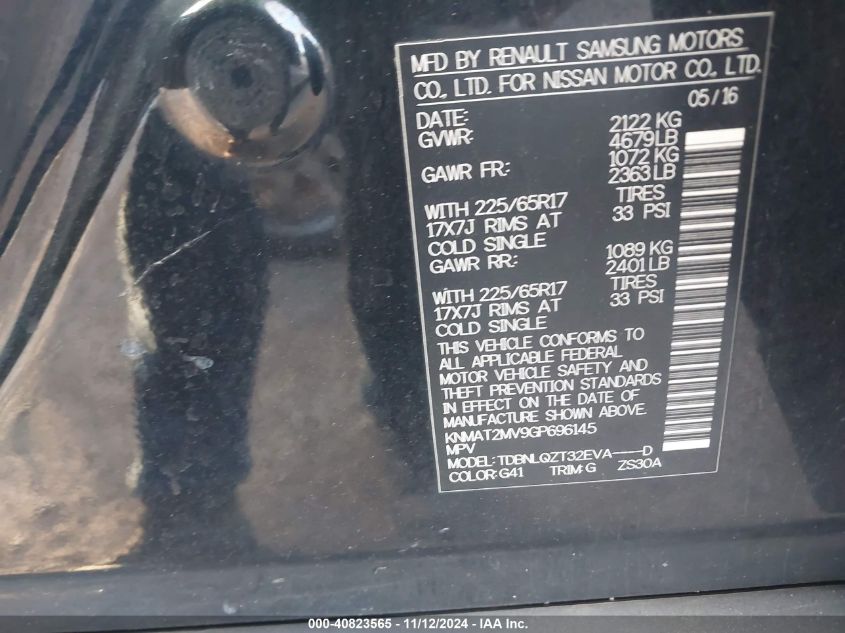 MFD BY RENAULT SAMSUNG MOTORS
CO., LTD. FOR NISSAN MOTOR CO., LTD.
DATE: 05/16
GVWR: 2122 KG
4679LB
GAWR FR: 1072 KG
2363LB
WITH 225/65R17 TIRES
17X7J RIMS AT 33 PSI
COLD SINGLE
GAWR RR: 1089 KG
2401LB
WITH 225/65R17 TIRES
17X7J RIMS AT 33 PSI
COLD SINGLE
THIS VEHICLE CONFORMS TO
ALL APPLICABLE FEDERAL
MOTOR VEHICLE SAFETY AND
THEFT PREVENTION STANDARDS
IN EFFECT ON THE DATE OF
MANUFACTURE SHOWN ABOVE.
KNMAT2MV9GP696145
MPV
MODEL: TDBNLQZT32EVA----D
COLOR: G41 TRIM: G ZS30A
000-40823565 - 11/12/2024 - IAA Inc.